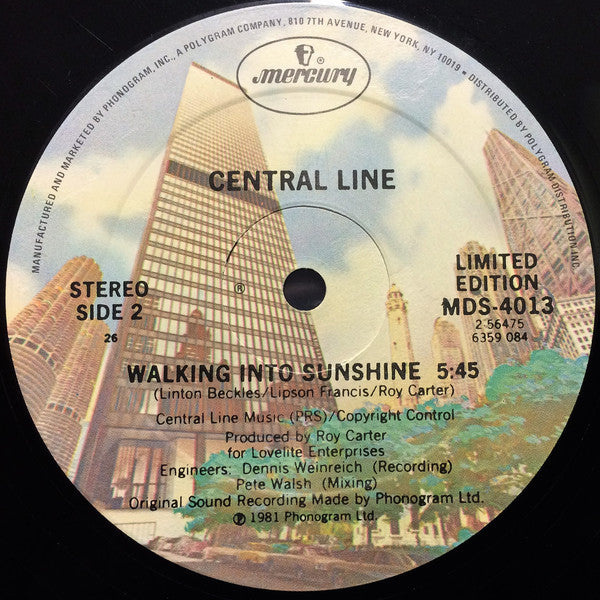 MANUFACTURED AND MARKETED BY PHONOGRAM, INC., A POLYGRAM COMPANY, 810 7TH AVENUE, NEW YORK, NY 10019 • DISTRIBUTED BY POLYGRAM DISTRIBUTION, INC.
mercury ®
CENTRAL LINE
STEREO
SIDE 2
26
℗
LIMITED
EDITION
MDS-4013
2-56475
6359 084
WALKING INTO SUNSHINE 5:45
(Linton Beckles/Lipson Francis/Roy Carter)
Central Line Music (PRS)/Copyright Control
Produced by Roy Carter
for Lovelite Enterprises
Engineers: Dennis Weinreich (Recording)
Pete Walsh (Mixing)
Original Sound Recording Made by Phonogram Ltd.
℗ 1981 Phonogram Ltd.